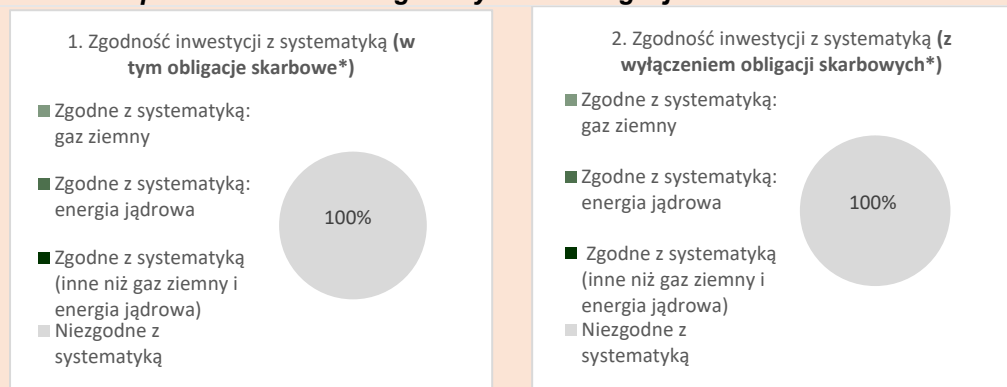 1. Zgodność inwestycji z systematyką (w
tym obligacje skarbowe*)
Zgodne z systematyką:
gaz ziemny
Zgodne z systematyką:
energia jądrowa
Zgodne z systematyką
(inne niż gaz ziemny i
energia jądrowa)
Niezgodne z
systematyką
100%
2. Zgodność inwestycji z systematyką (z
wyłączeniem obligacji skarbowych*)
Zgodne z systematyką:
gaz ziemny
Zgodne z systematyką:
energia jądrowa
Zgodne z systematyką
(inne niż gaz ziemny i
energia jądrowa)
Niezgodne z
systematyką
100%